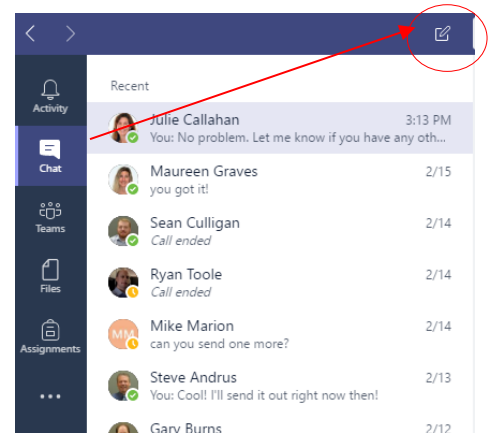 Activity
Chat
Teams
Files
Assignments
Recent
Julie Callahan 3:13 PM
You: No problem. Let me know if you have any oth...
Maureen Graves 2/15
you got it!
Sean Culligan 2/14
Call ended
Ryan Toole 2/14
Call ended
MM
Mike Marion 2/14
can you send one more?
Steve Andrus 2/13
You: Cool! I'll send it out right now then!
Gary Burns 2/12